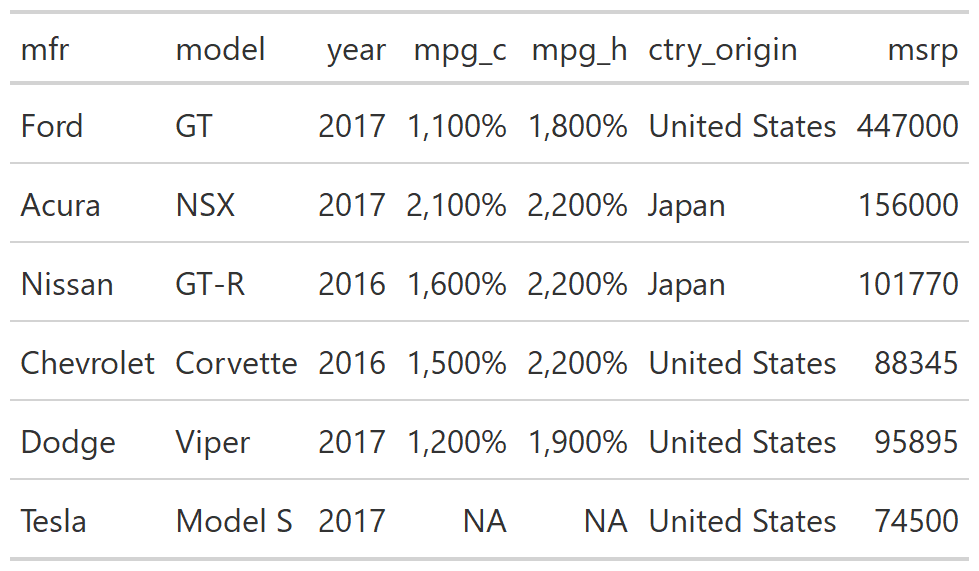 mfr model year mpg_c mpg_h ctry_origin msrp
Ford GT 2017 1,100% 1,800% United States 447000
Acura NSX 2017 2,100% 2,200% Japan 156000
Nissan GT-R 2016 1,600% 2,200% Japan 101770
Chevrolet Corvette 2016 1,500% 2,200% United States 88345
Dodge Viper 2017 1,200% 1,900% United States 95895
Tesla Model S 2017 NA NA United States 74500